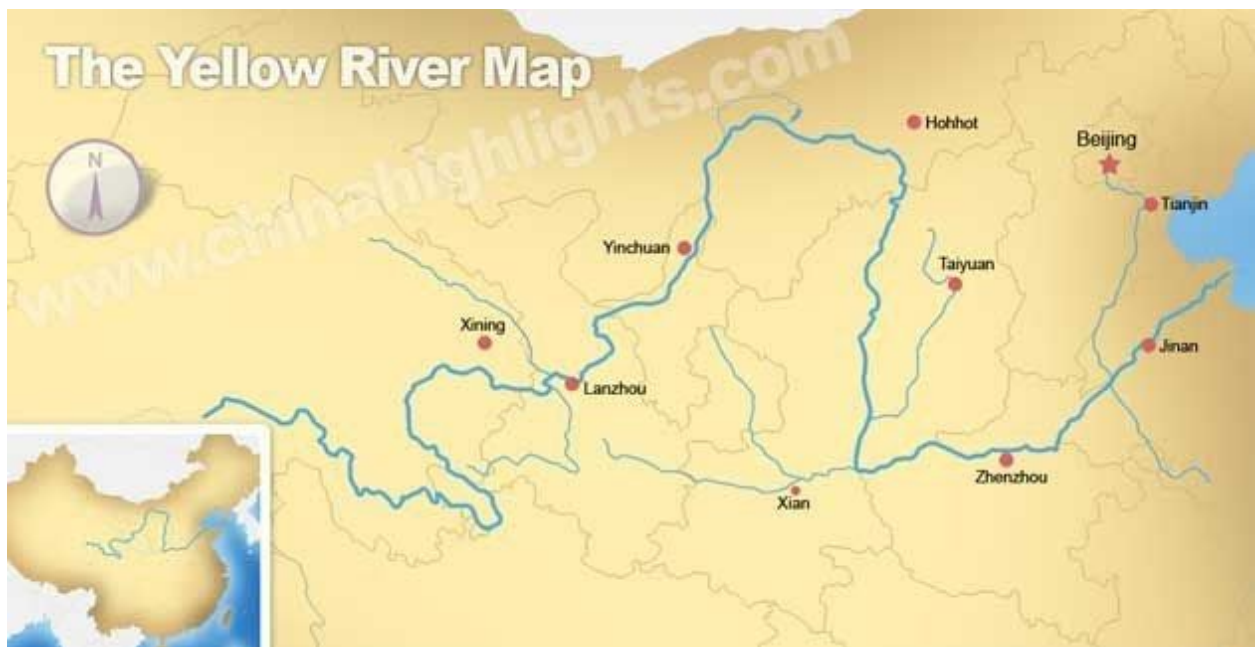 The Yellow River Map
www.chinahighlights.com
N
Hohhot
Beijing
Tianjin
Yinchuan
Taiyuan
Xining
Jinan
Lanzhou
Zhenzhou
Xian